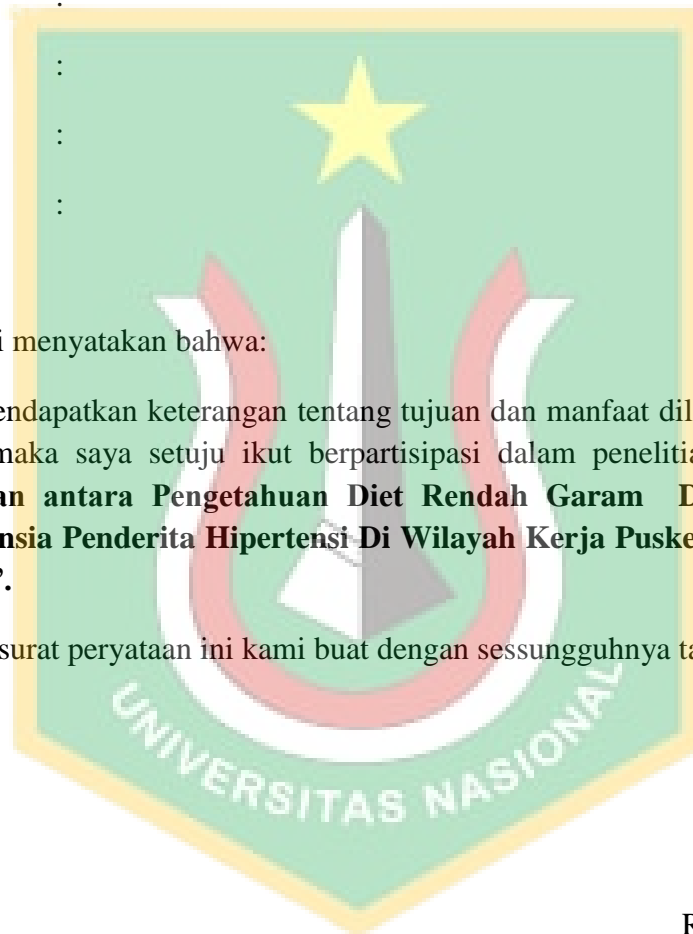 :
:
:
:
i menyatakan bahwa:
endapatkan keterangan tentang tujuan dan manfaat dil
maka saya setuju ikut berpartisipasi dalam penelitia
an antara Pengetahuan Diet Rendah Garam D
nsia Penderita Hipertensi Di Wilayah Kerja Puske
”.
surat peryataan ini kami buat dengan sessungguhnya ta
UNIVERSITAS NASIONAL
R